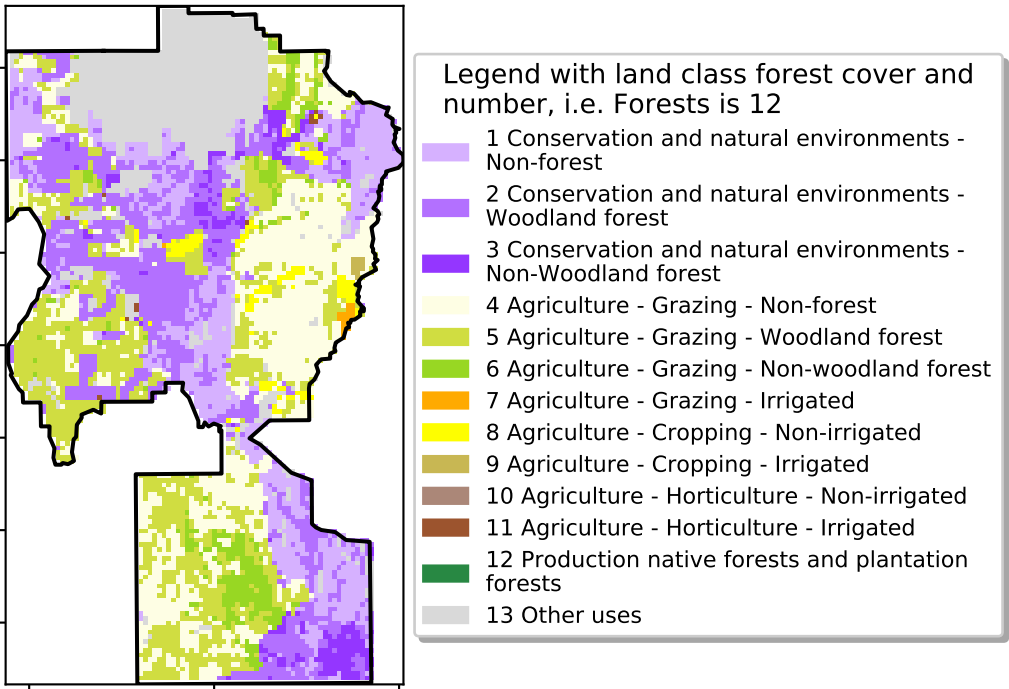 Legend with land class forest cover and
number, i.e. Forests is 12
1 Conservation and natural environments -
Non-forest
2 Conservation and natural environments -
Woodland forest
3 Conservation and natural environments -
Non-Woodland forest
4 Agriculture - Grazing - Non-forest
5 Agriculture - Grazing - Woodland forest
6 Agriculture - Grazing - Non-woodland forest
7 Agriculture - Grazing - Irrigated
8 Agriculture - Cropping - Non-irrigated
9 Agriculture - Cropping - Irrigated
10 Agriculture - Horticulture - Non-irrigated
11 Agriculture - Horticulture - Irrigated
12 Production native forests and plantation
forests
13 Other uses